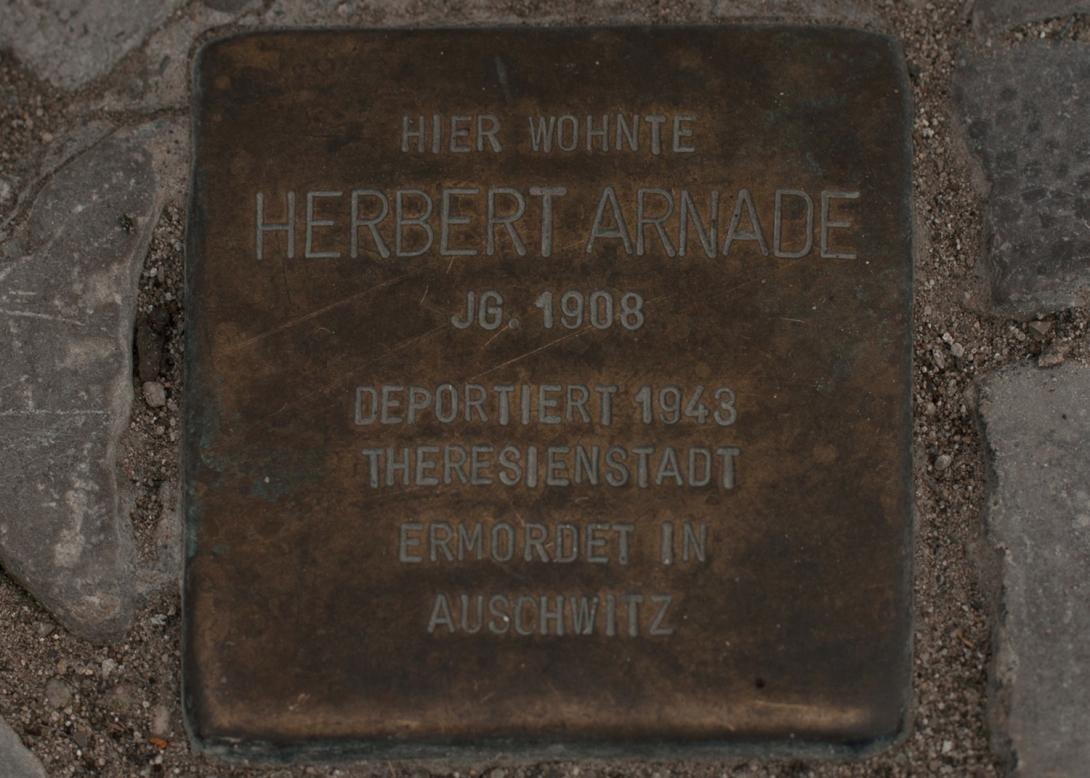 HIER WOHNTE
HERBERT ARNADE
JG. 1908
DEPORTIERT 1943
THERESIENSTADT
ERMORDET IN
AUSCHWITZ